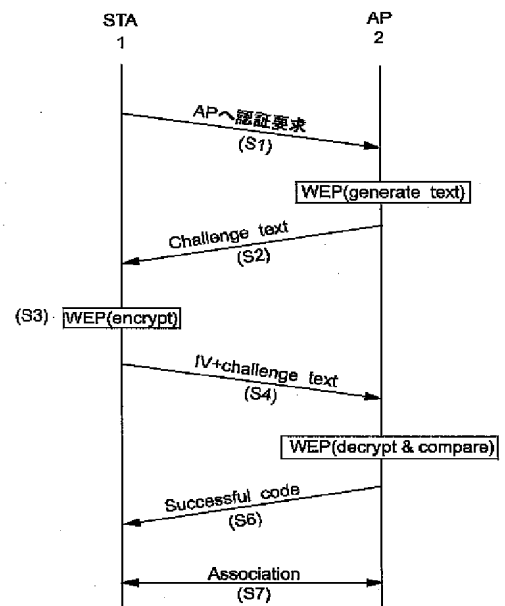 STA
1
AP
2
APへ認証要求
(S1)
WEP(generate text)
Challenge text
(S2)
(S3)
WEP(encrypt)
IV+challenge text
(S4)
WEP(decrypt & compare)
Successful code
(S6)
Association
(S7)